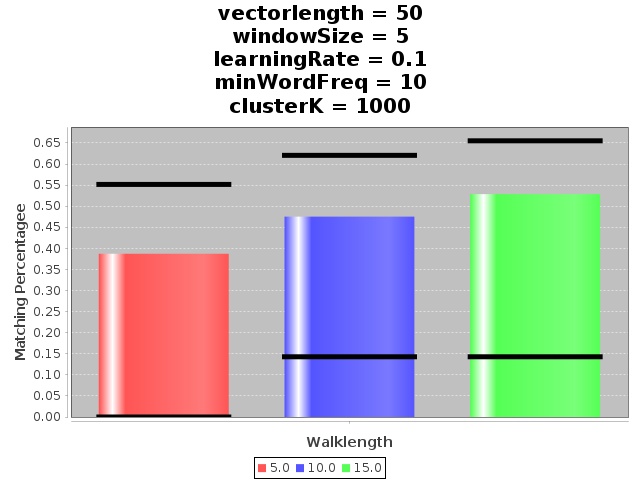 vectorlength = 50
windowSize = 5
learningRate = 0.1
minWordFreq = 10
clusterK = 1000
Matching Percentagee
0.65
0.60
0.55
0.50
0.45
0.40
0.35
0.30
0.25
0.20
0.15
0.10
0.05
0.00
Walklength
5.0 10.0 15.0